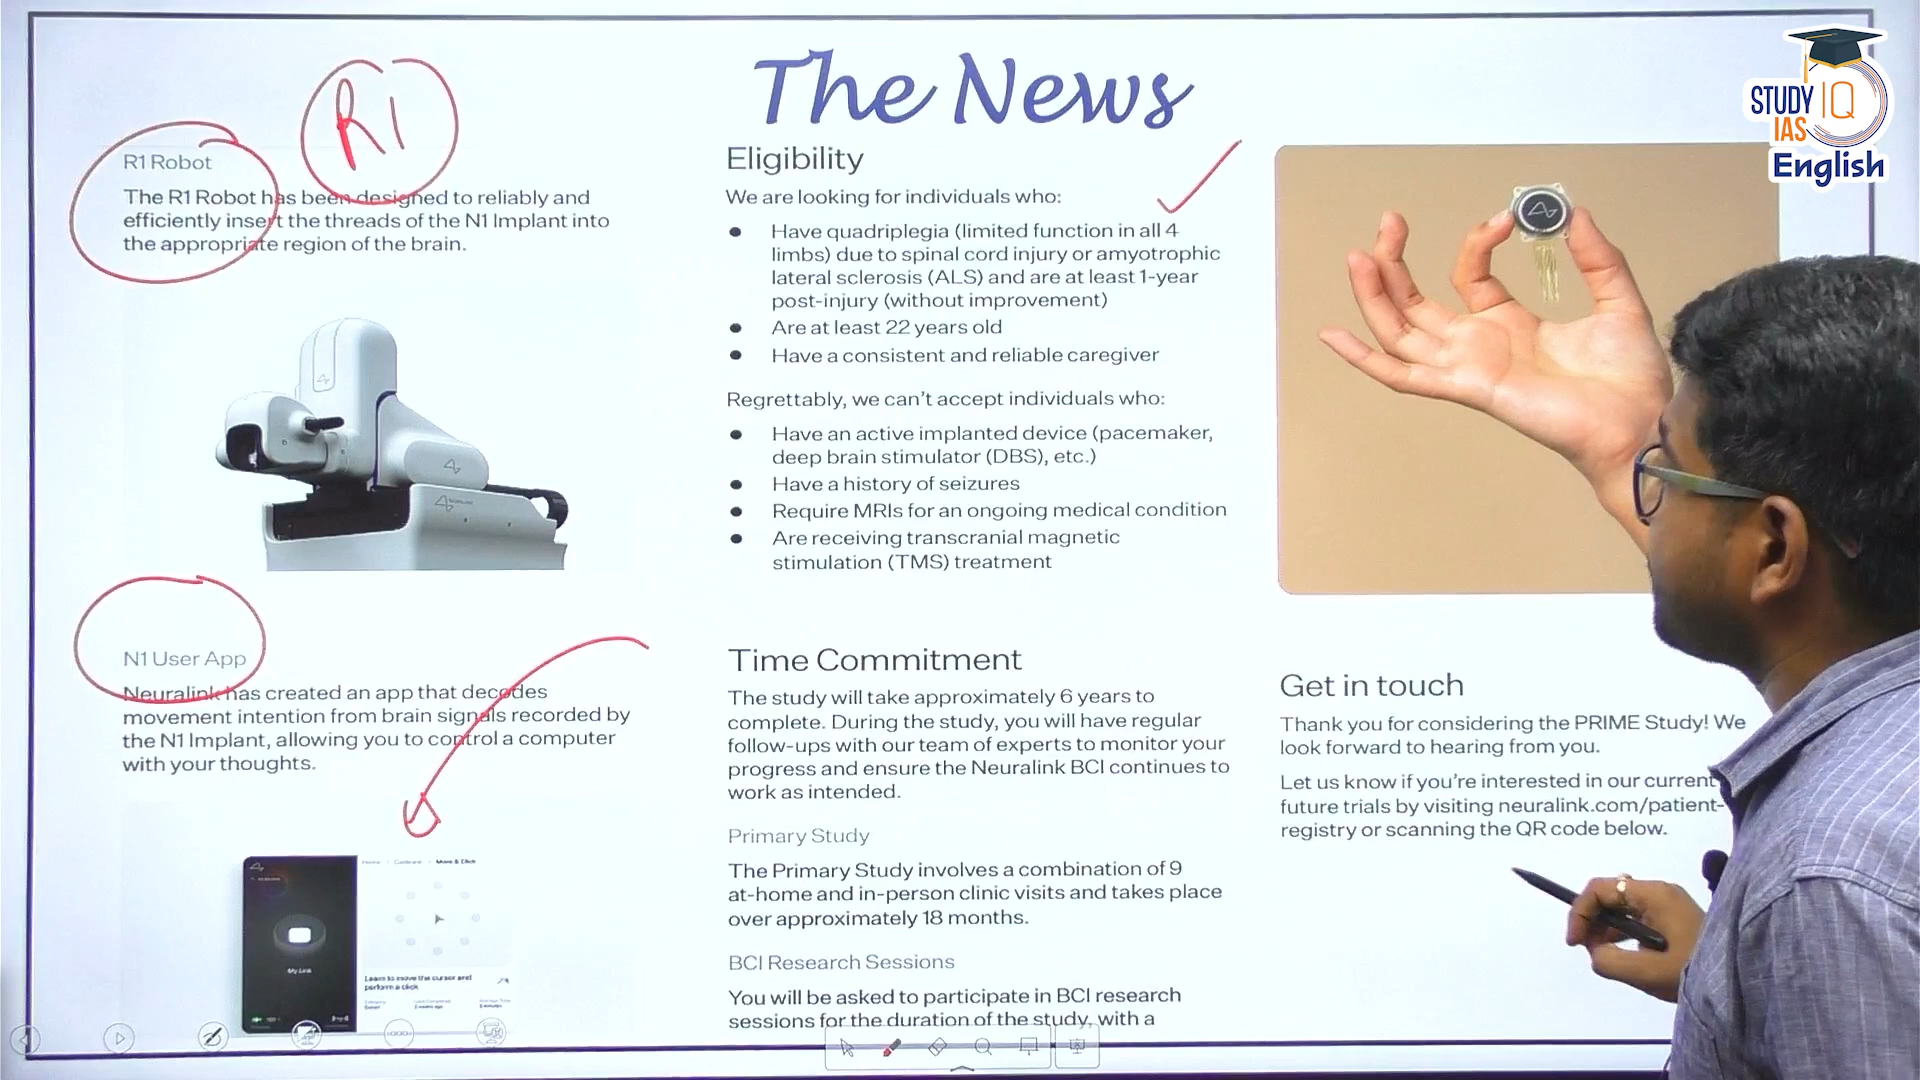 The News
STUDY IQ
IAS
English
R1
R1 Robot
The R1 Robot has been designed to reliably and
efficiently insert the threads of the N1 Implant into
the appropriate region of the brain.
N1 User App
Neuralink has created an app that decodes
movement intention from brain signals recorded by
the N1 Implant, allowing you to control a computer
with your thoughts.
My Link
Move & Click
Learn to move the cursor and
perform a click
Eligibility
We are looking for individuals who:
Have quadriplegia (limited function in all 4
limbs) due to spinal cord injury or amyotrophic
lateral sclerosis (ALS) and are at least 1-year
post-injury (without improvement)
Are at least 22 years old
Have a consistent and reliable caregiver
Regrettably, we can't accept individuals who:
Have an active implanted device (pacemaker,
deep brain stimulator (DBS), etc.)
Have a history of seizures
Require MRIs for an ongoing medical condition
Are receiving transcranial magnetic
stimulation (TMS) treatment
Time Commitment
The study will take approximately 6 years to
complete. During the study, you will have regular
follow-ups with our team of experts to monitor your
progress and ensure the Neuralink BCI continues to
work as intended.
Primary Study
The Primary Study involves a combination of 9
at-home and in-person clinic visits and takes place
over approximately 18 months.
BCI Research Sessions
You will be asked to participate in BCI research
sessions for the duration of the study, with a
Get in touch
Thank you for considering the PRIME Study! We
look forward to hearing from you.
Let us know if you're interested in our current
future trials by visiting neuralink.com/patient-
registry or scanning the QR code below.